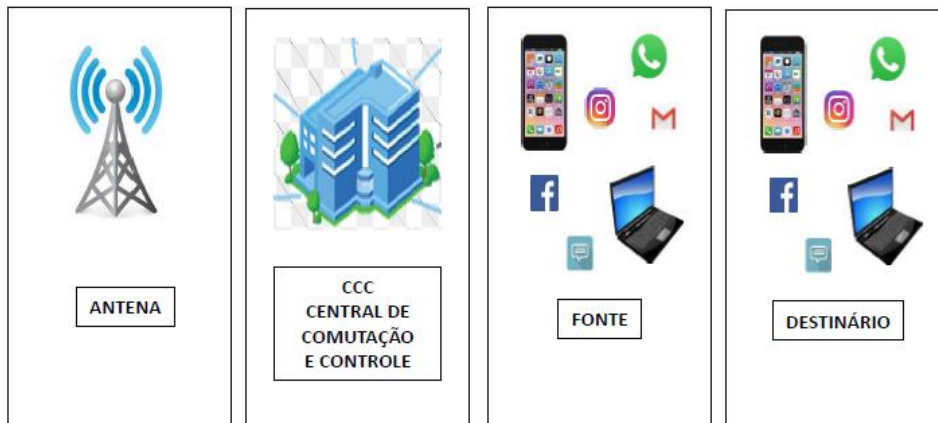 ANTENA
CCC
CENTRAL DE
COMUTAÇÃO
E CONTROLE
FONTE
DESTINÁRIO